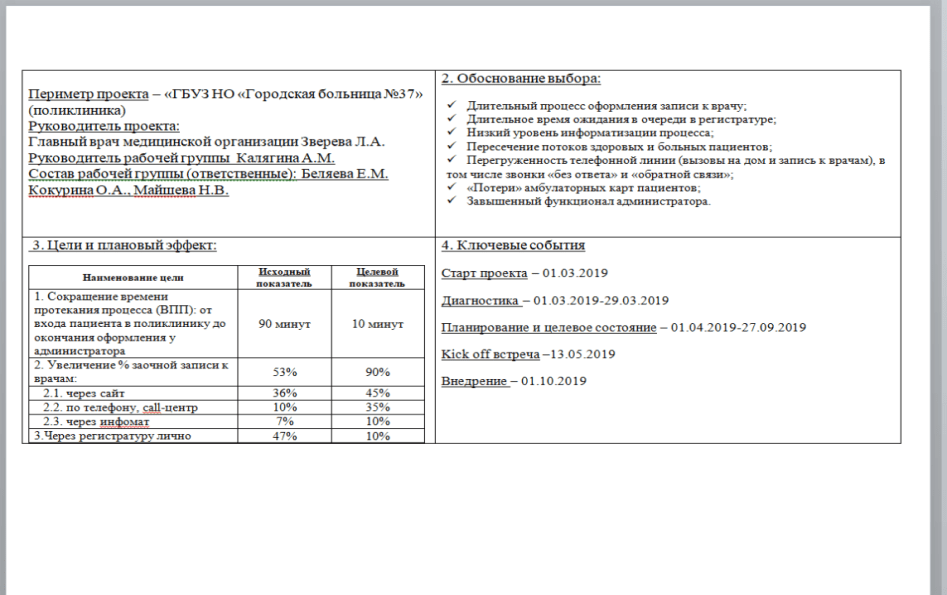 Периметр проекта – «ГБУЗ НО «Городская больница №37»
(поликлиника)
Руководитель проекта:
Главный врач медицинской организации Зверева Л.А.
Руководитель рабочей группы Калягина А.М.
Состав рабочей группы (ответственные): Беляева Е.М.
Кокурина О.А., Майшева Н.В.
2. Обоснование выбора:
✓ Длительный процесс оформления записи к врачу;
✓ Длительное время ожидания в очереди в регистратуре;
✓ Низкий уровень информатизации процесса;
✓ Пересечение потоков здоровых и больных пациентов;
✓ Перегруженность телефонной линии (вызовы на дом и запись к врачам), в
том числе звонки «без ответа» и «обратной связи»;
✓ «Потери» амбулаторных карт пациентов;
✓ Завышенный функционал администратора.
3. Цели и плановый эффект:
Наименование цели Исходный показатель Целевой показатель
1. Сокращение времени
протекания процесса (ВПП): от
входа пациента в поликлинику до
окончания оформления у
администратора
90 минут 10 минут
2. Увеличение % заочной записи к
врачам:
53% 90%
2.1. через сайт 36% 45%
2.2. по телефону, call-центр 10% 35%
2.3. через инфомат 7% 10%
3.Через регистратуру лично 47% 10%
4. Ключевые события
Старт проекта – 01.03.2019
Диагностика – 01.03.2019-29.03.2019
Планирование и целевое состояние – 01.04.2019-27.09.2019
Kick off встреча –13.05.2019
Внедрение – 01.10.2019